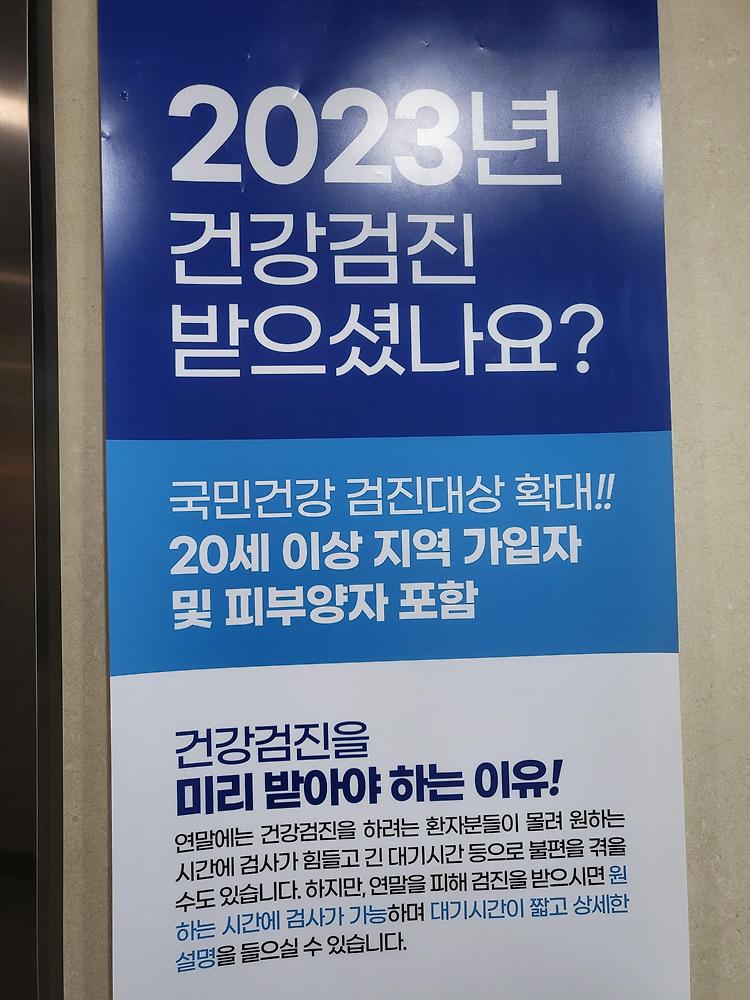 2023년
건강검진
받으셨나요?
국민건강 검진대상 확대!!
20세 이상 지역 가입자
및 피부양자 포함
건강검진을
미리 받아야 하는 이유!
연말에는 건강검진을 하려는 환자분들이 몰려 원하는
시간에 검사가 힘들고 긴 대기시간 등으로 불편을 겪을
수도 있습니다. 하지만, 연말을 피해 검진을 받으시면 원
하는 시간에 검사가 가능하며 대기시간이 짧고 상세한
설명을 들으실 수 있습니다.